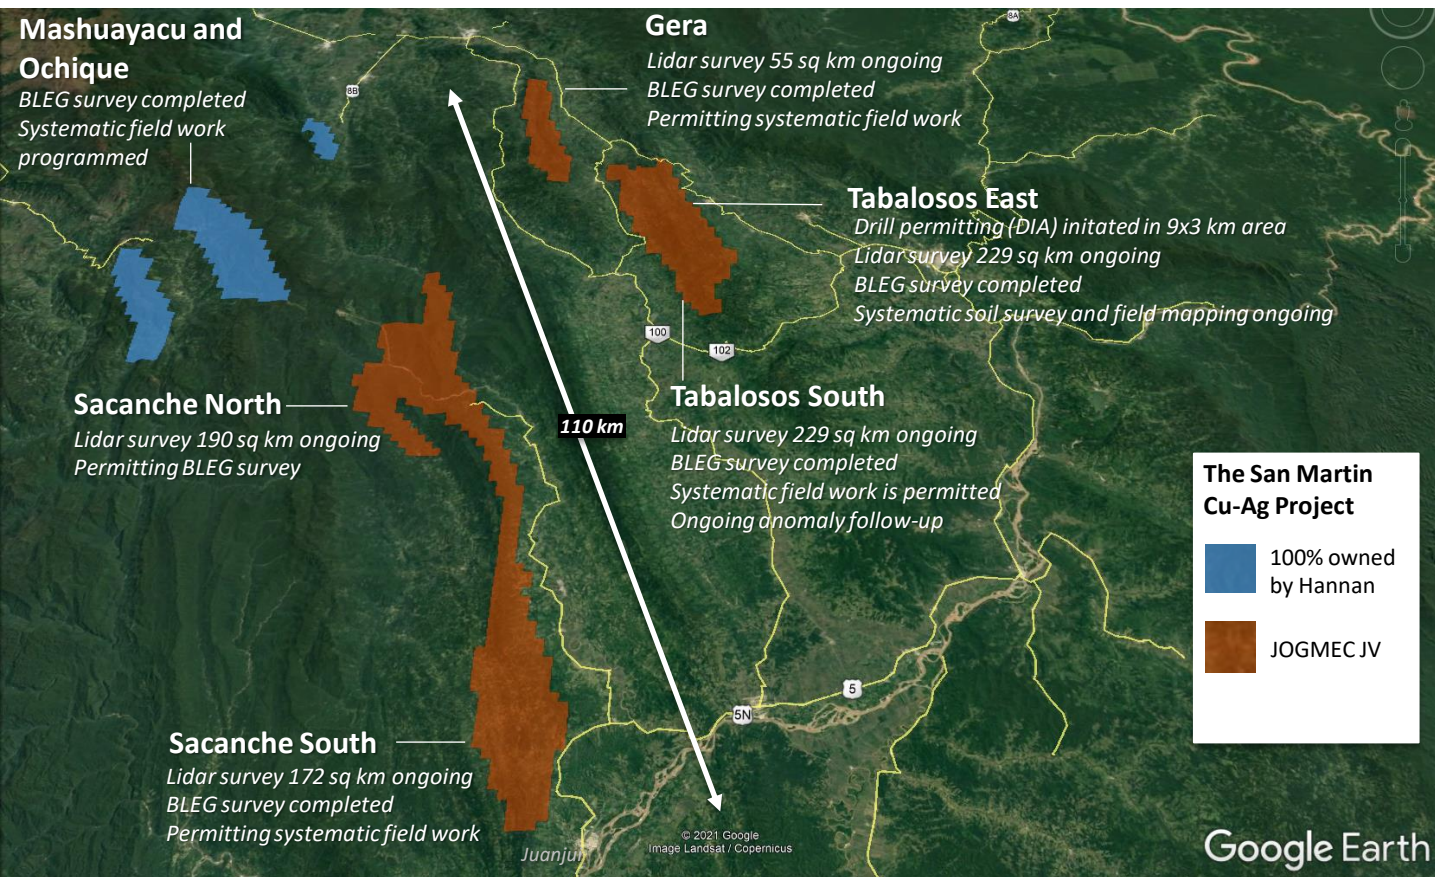 Mashuayacu and
Ochique
BLEG survey completed
Systematic field work
programmed
8B
Gera
Lidar survey 55 sq km ongoing
BLEG survey completed
Permitting systematic field work
8A
Tabalosos East
Drill permitting (DIA) initated in 9x3 km area
Lidar survey 229 sq km ongoing
BLEG survey completed
Systematic soil survey and field mapping ongoing
100
102
Sacanche North
Lidar survey 190 sq km ongoing
Permitting BLEG survey
110 km
Tabalosos South
Lidar survey 229 sq km ongoing
BLEG survey completed
Systematic field work is permitted
Ongoing anomaly follow-up
The San Martin
Cu-Ag Project
100% owned
by Hannan
JOGMEC JV
5
5N
Sacanche South
Lidar survey 172 sq km ongoing
BLEG survey completed
Permitting systematic field work
© 2021 Google
Image Landsat / Copernicus
Juanjui
Google Earth